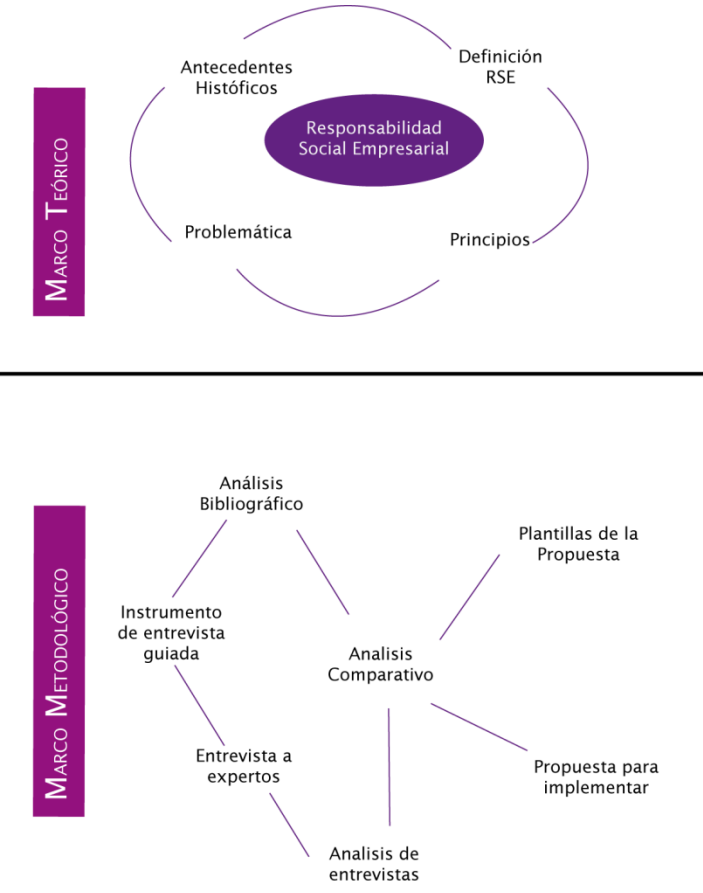 Antecedentes
Históficos
Definición
RSE
Responsabilidad
Social Empresarial
MARCO TEÓRICO
Problemática
Principios
Análisis
Bibliográfico
Plantillas de la
Propuesta
MARCO METODOLÓGICO
Instrumento
de entrevista
guiada
Analisis
Comparativo
Entrevista a
expertos
Propuesta para
implementar
Analisis de
entrevistas